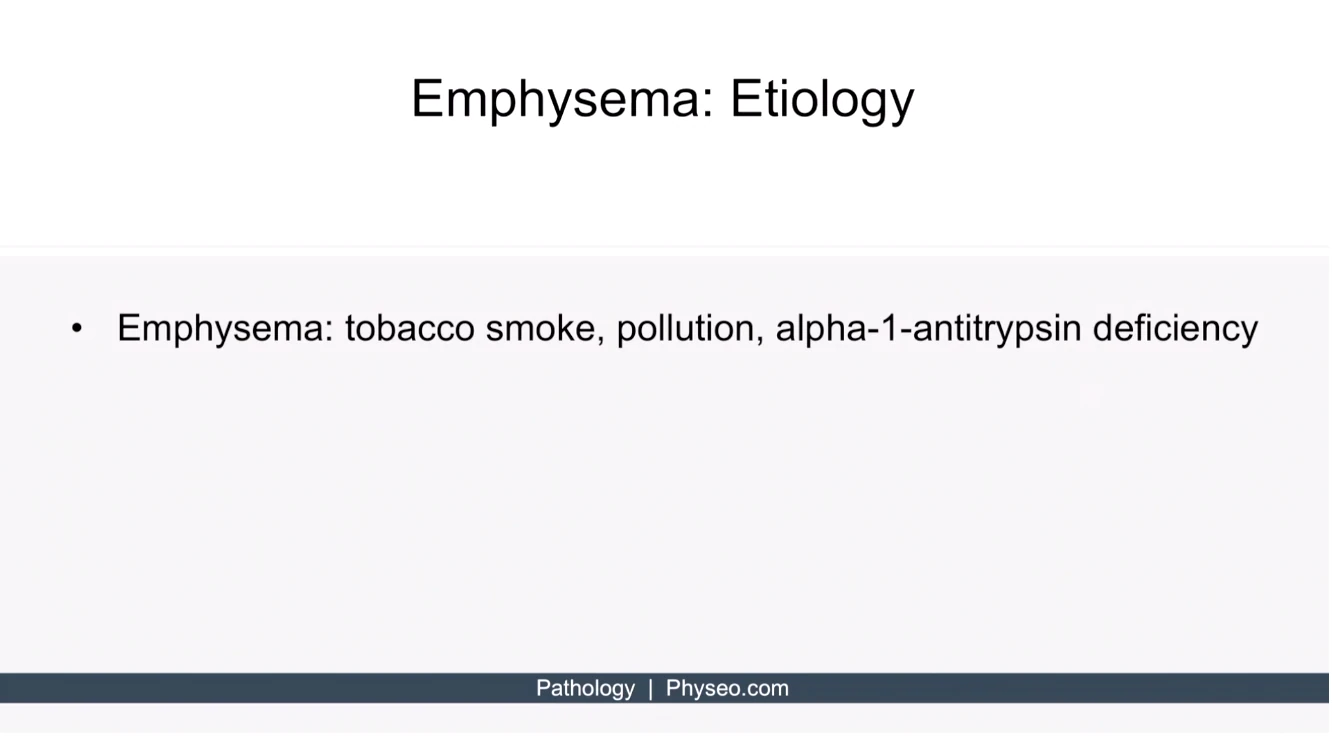 Emphysema: Etiology
• Emphysema: tobacco smoke, pollution, alpha-1-antitrypsin deficiency
Pathology | Physeo.com